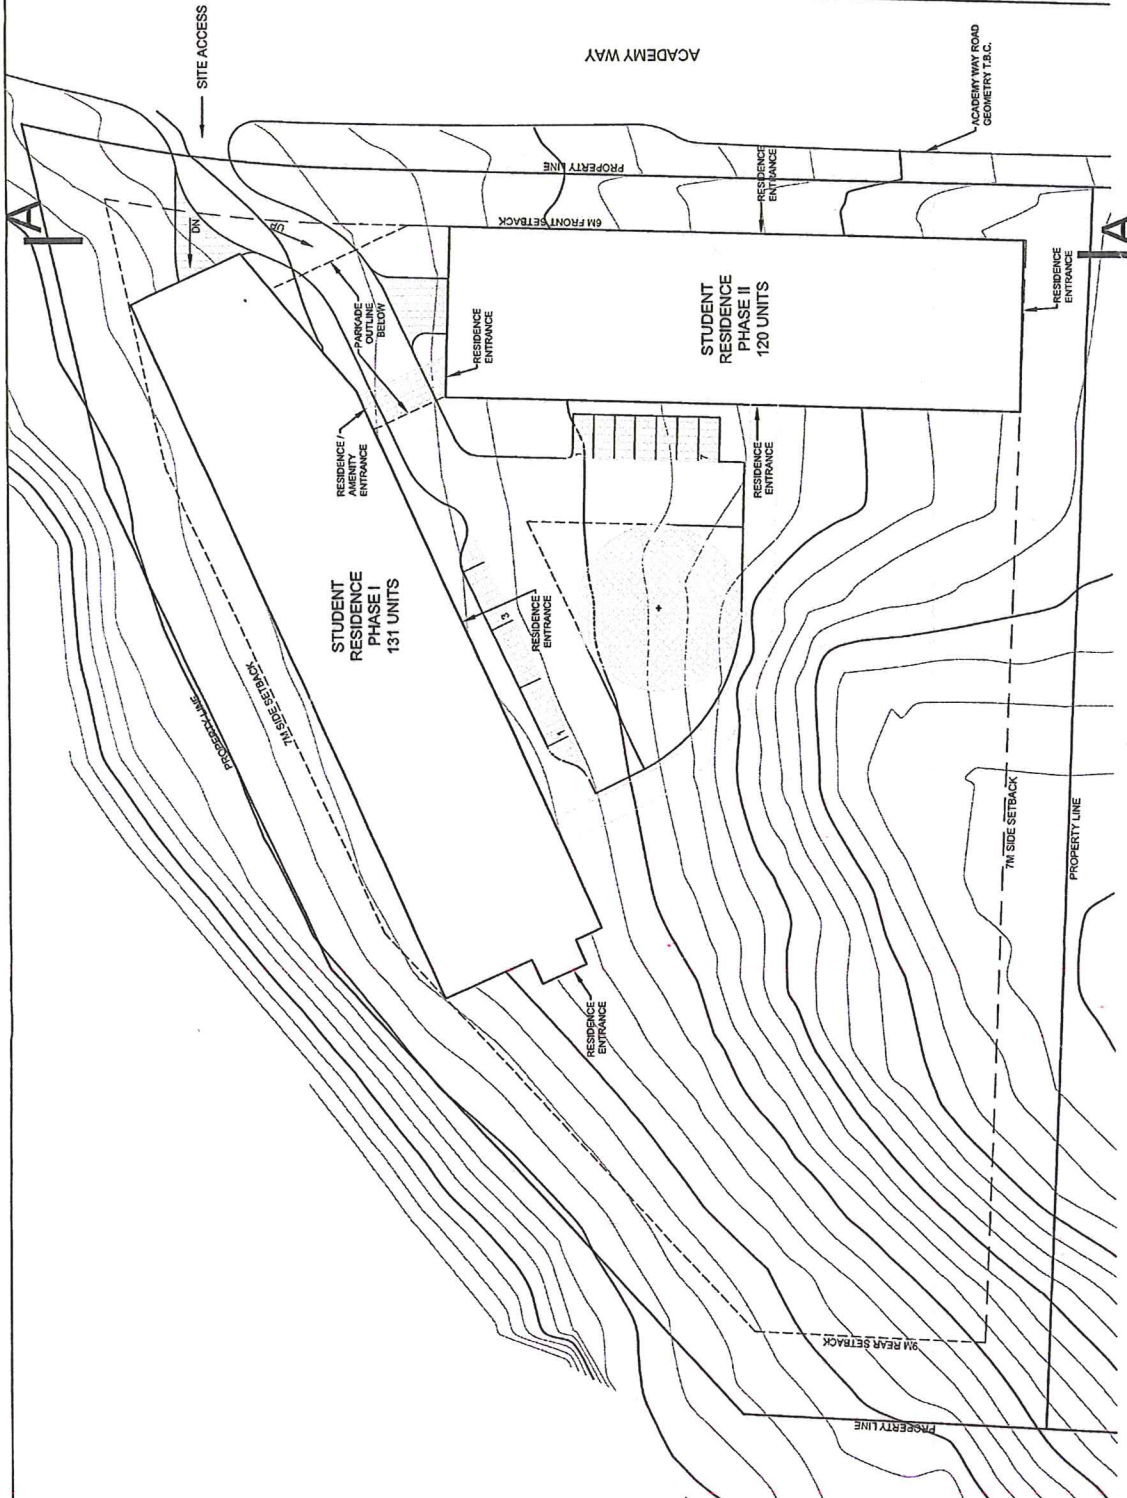 SITE ACCESS
ACADEMY WAY
ACADEMY WAY ROAD
GEOMETRY T.B.C.
A
A
PROPERTY LINE
6M FRONT SETBACK
RESIDENCE
ENTRANCE
DN
UP
PARKADE
OUTLINE
BELOW
RESIDENCE
ENTRANCE
STUDENT
RESIDENCE
PHASE II
120 UNITS
RESIDENCE
ENTRANCE
RESIDENCE /
AMENITY
ENTRANCE
RESIDENCE
ENTRANCE
7
STUDENT
RESIDENCE
PHASE I
131 UNITS
3
RESIDENCE
ENTRANCE
1
7M SIDE SETBACK
PROPERTY LINE
7M SIDE SETBACK
PROPERTY LINE
RESIDENCE
ENTRANCE
9M REAR SETBACK
PROPERTY LINE